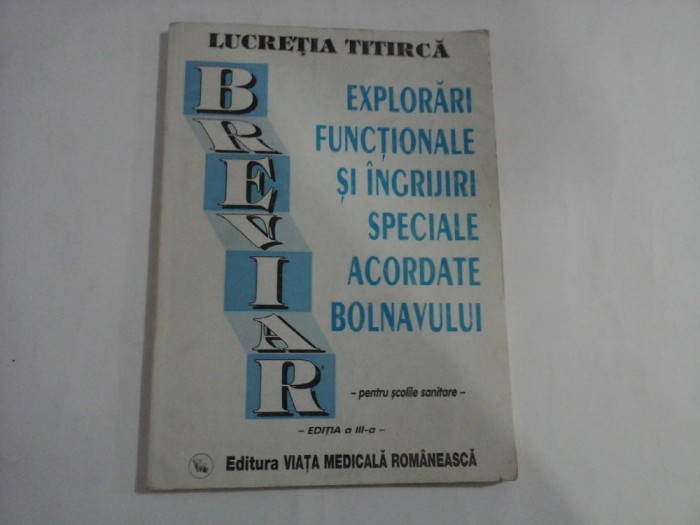 LUCREȚIA TITIRCĂ
BREVIAR
EXPLORĂRI
FUNCȚIONALE
ȘI ÎNGRIJIRI
SPECIALE
ACORDATE
BOLNAVULUI
– pentru școlile sanitare –
– EDIȚIA a III-a –
Editura VIAȚA MEDICALĂ ROMÂNEASCĂ